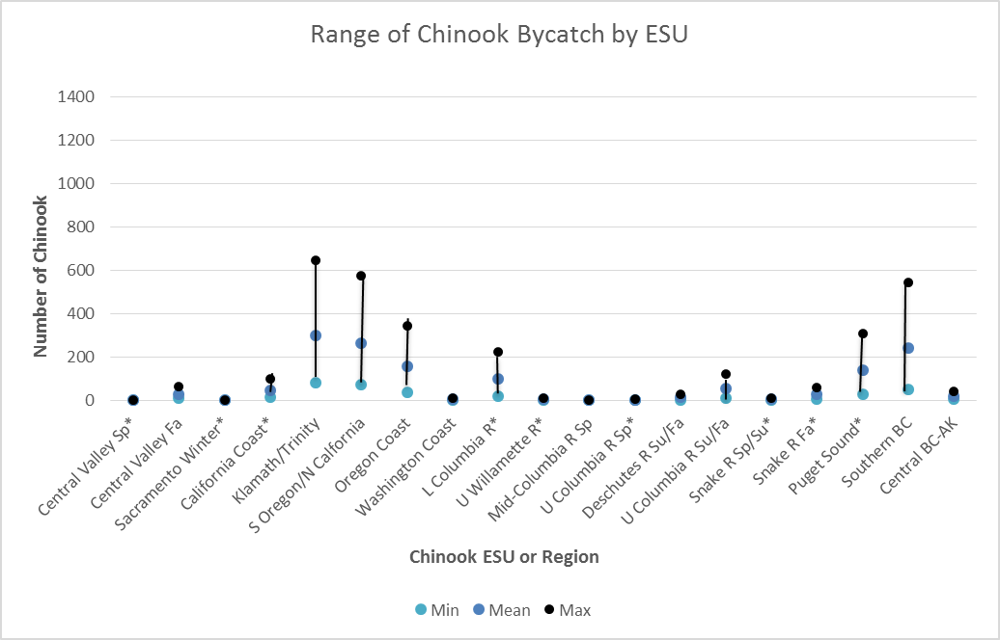 Range of Chinook Bycatch by ESU
Number of Chinook
1400
1200
1000
800
600
400
200
0
Central Valley Sp*
Central Valley Fa
Sacramento Winter*
California Coast*
Klamath/Trinity
S Oregon/N California
Oregon Coast
Washington Coast
L Columbia R*
U Willamette R*
Mid-Columbia R Sp
U Columbia R Sp*
Deschutes R Su/Fa
U Columbia R Su/Fa
Snake R Sp/Su*
Snake R Fa*
Puget Sound*
Southern BC
Central BC-AK
Chinook ESU or Region
Min Mean Max